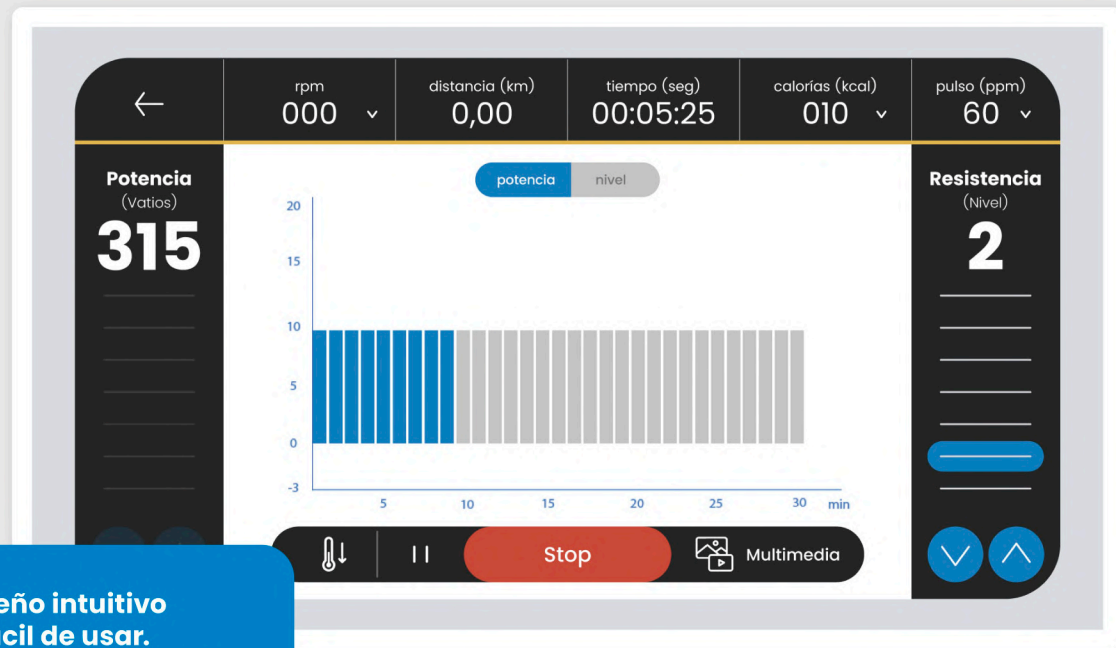 rpm
000
distancia (km)
0,00
tiempo (seg)
00:05:25
calorías (kcal)
010
pulso (ppm)
60
Potencia
(Vatios)
315
potencia
nivel
Resistencia
(Nivel)
2
20
15
10
5
0
-3
5 10 15 20 25 30 min
Stop
Multimedia
intuitivo
de usar.